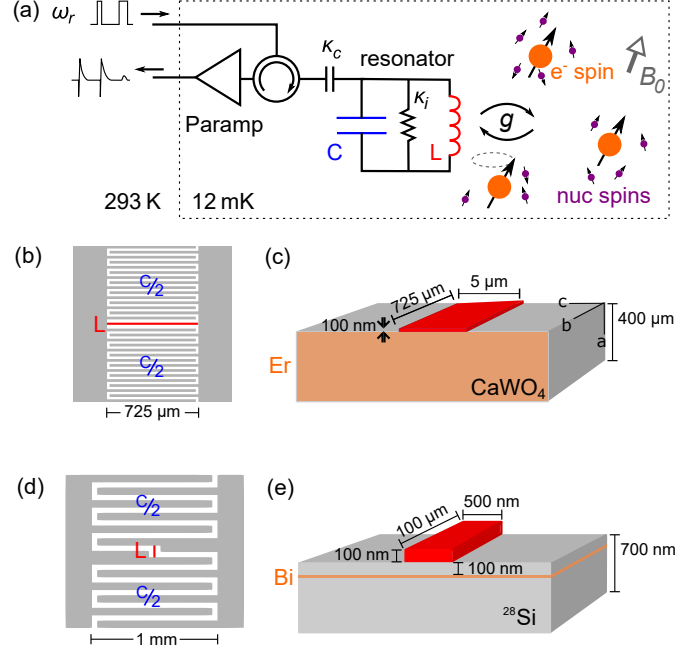 (a)
ω_r
κ_c
resonator
e⁻ spin
B₀
Paramp
κ_i
C
L
g
nuc spins
293 K
12 mK
(b)
C/2
L
C/2
725 µm
(c)
725 µm
5 µm
100 nm
c
b
a
400 µm
Er
CaWO₄
(d)
C/2
L
C/2
1 mm
(e)
100 µm
500 nm
100 nm
700 nm
Bi
100 nm
²⁸Si